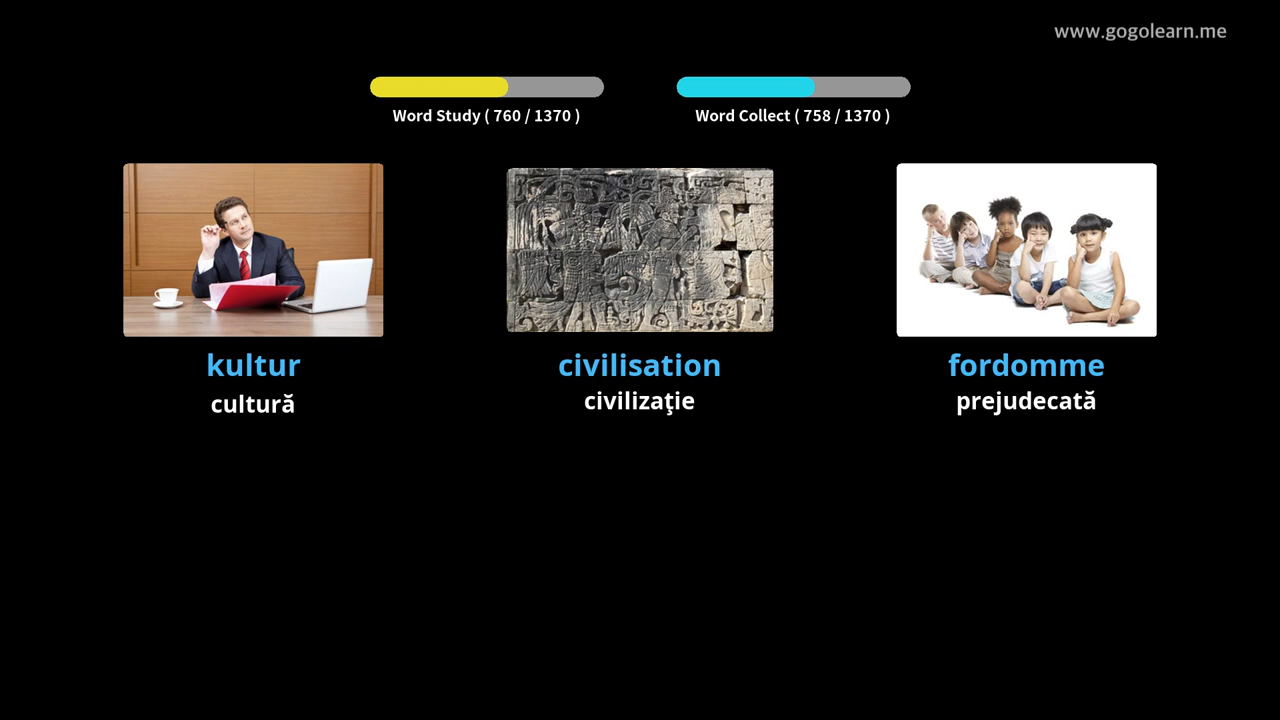 www.gogolearn.me
Word Study ( 760 / 1370 )
Word Collect ( 758 / 1370 )
kultur
civilisation
fordomme
cultură
civilizaţie
prejudecată